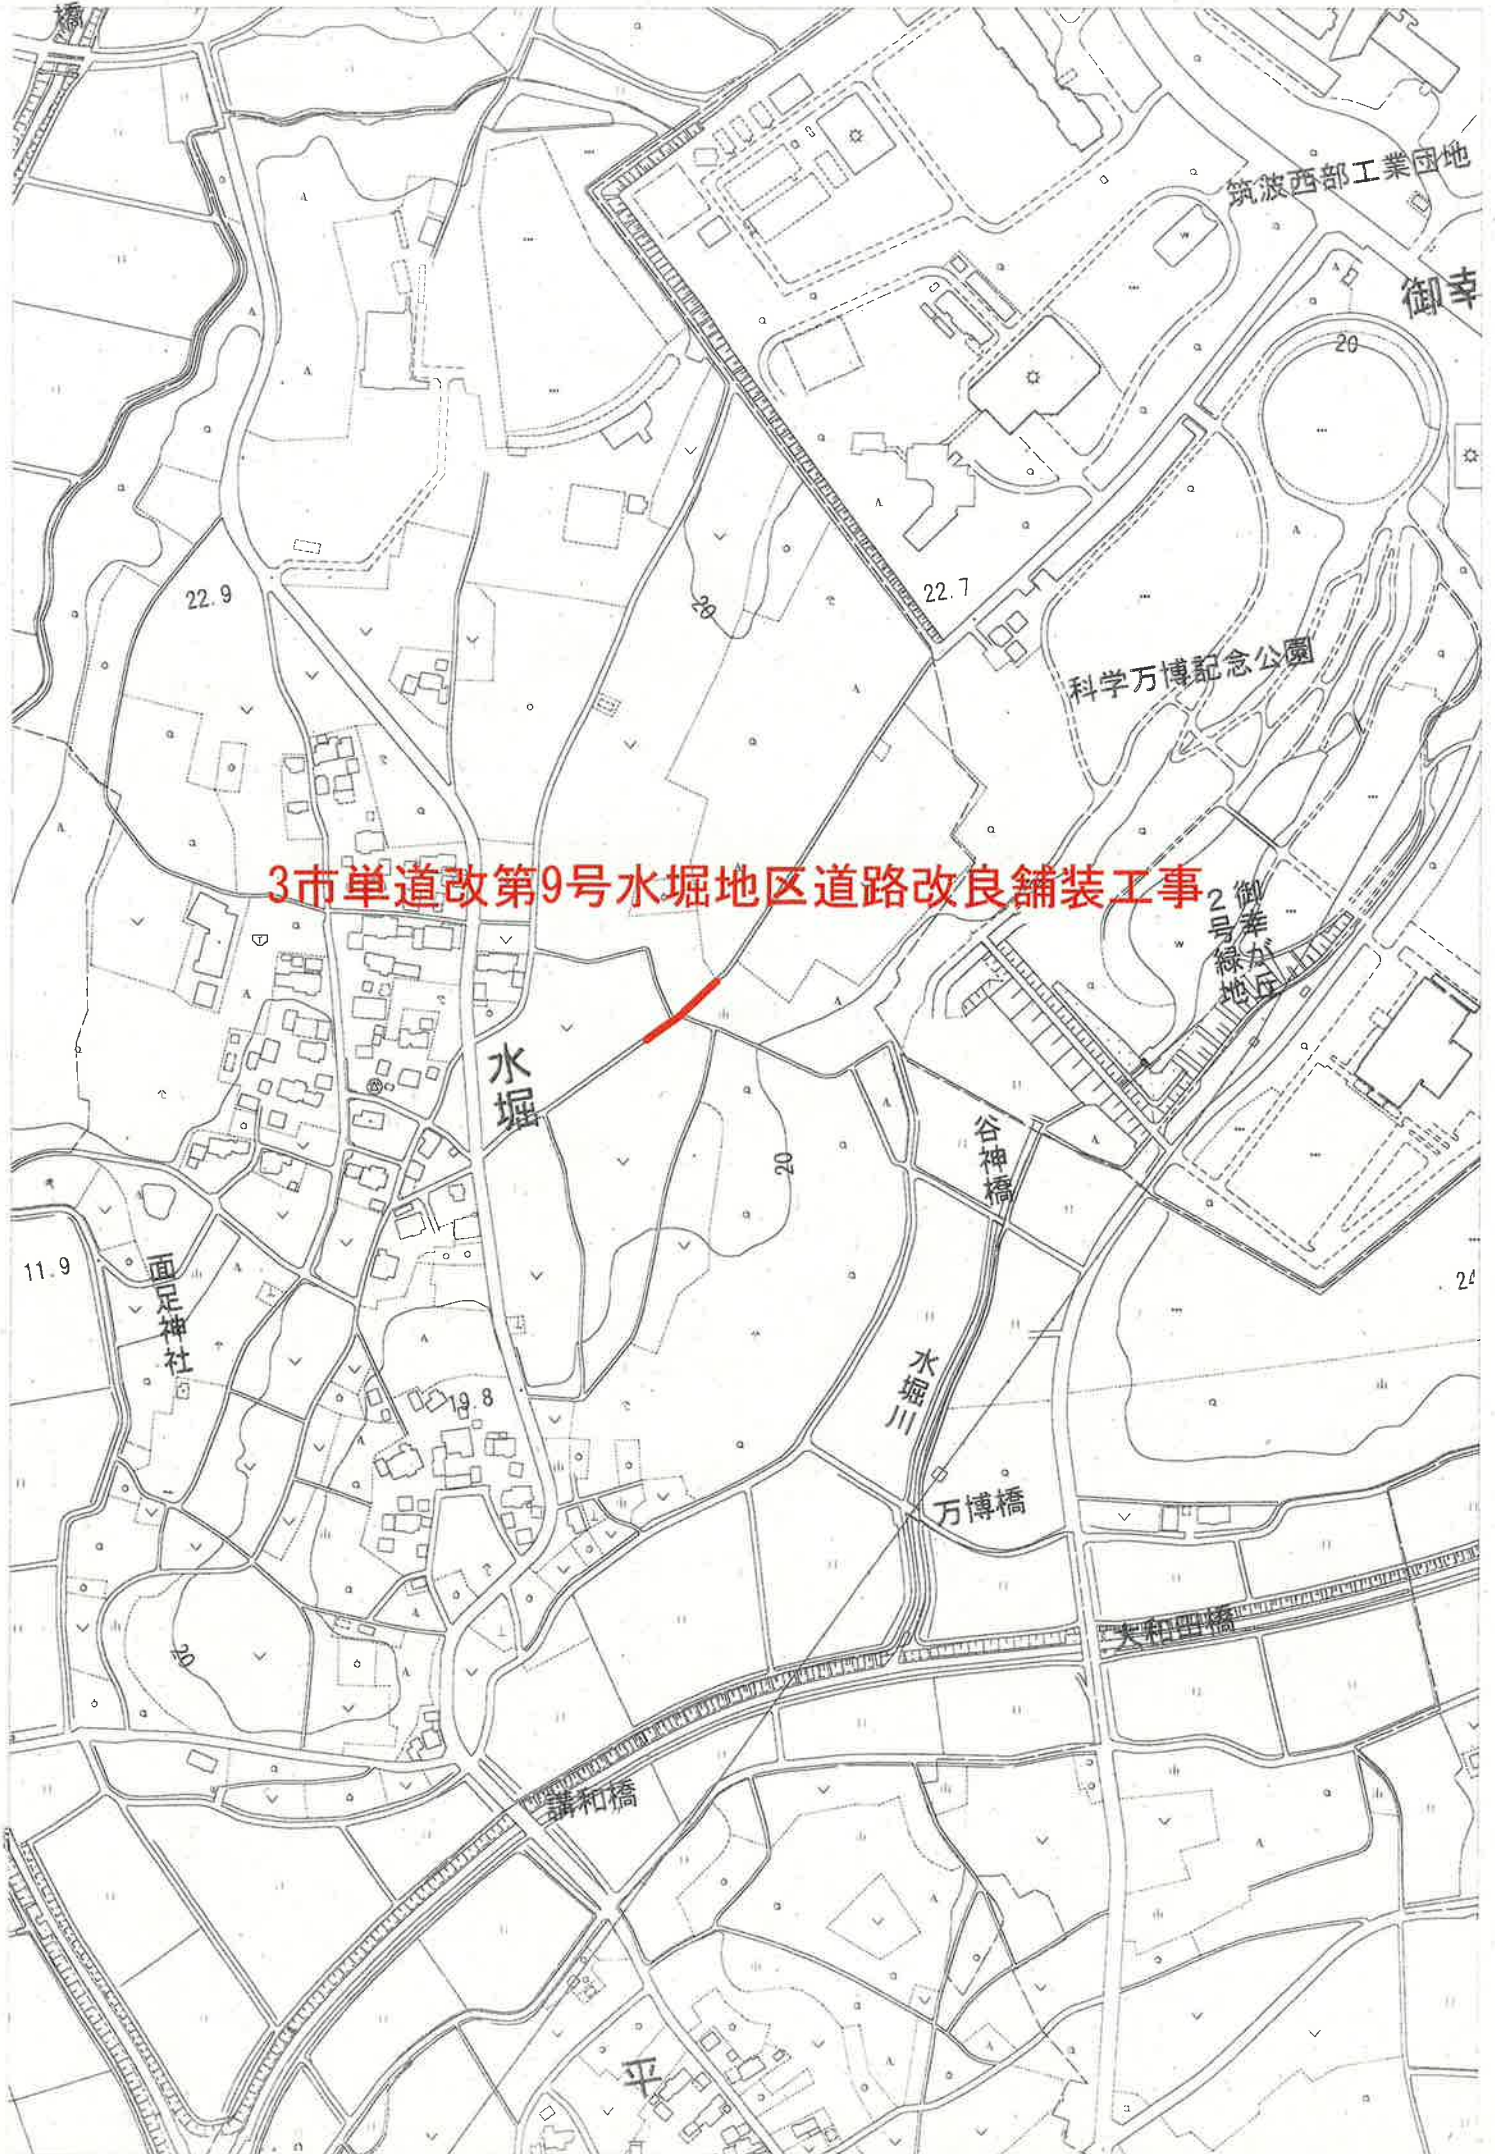 橋
筑波西部工業団地
御幸
20
22.9
22.7
20
科学万博記念公園
3市単道改第9号水堀地区道路改良舗装工事
御幸が丘
2号緑地
水堀
谷神橋
20
11.9
面足神社
24
水堀川
19.8
万博橋
大和田橋
20
講和橋
平